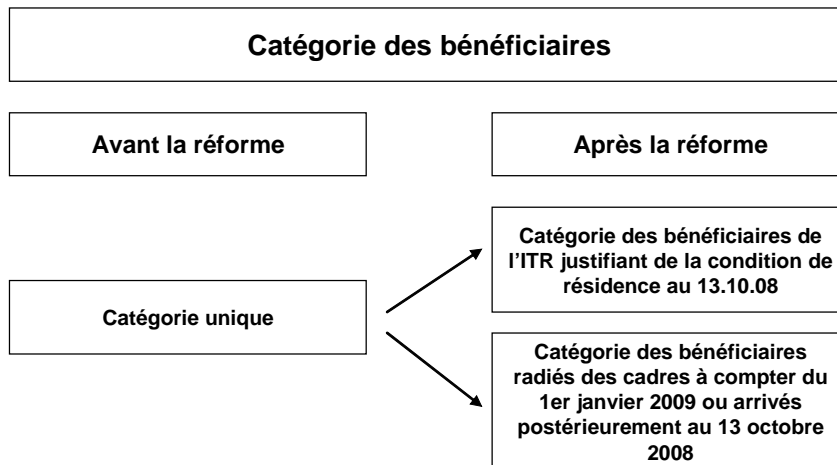 Catégorie des bénéficiaires
Avant la réforme
Après la réforme
Catégorie unique
Catégorie des bénéficiaires de
l'ITR justifiant de la condition de
résidence au 13.10.08
Catégorie des bénéficiaires
radiés des cadres à compter du
1er janvier 2009 ou arrivés
postérieurement au 13 octobre
2008